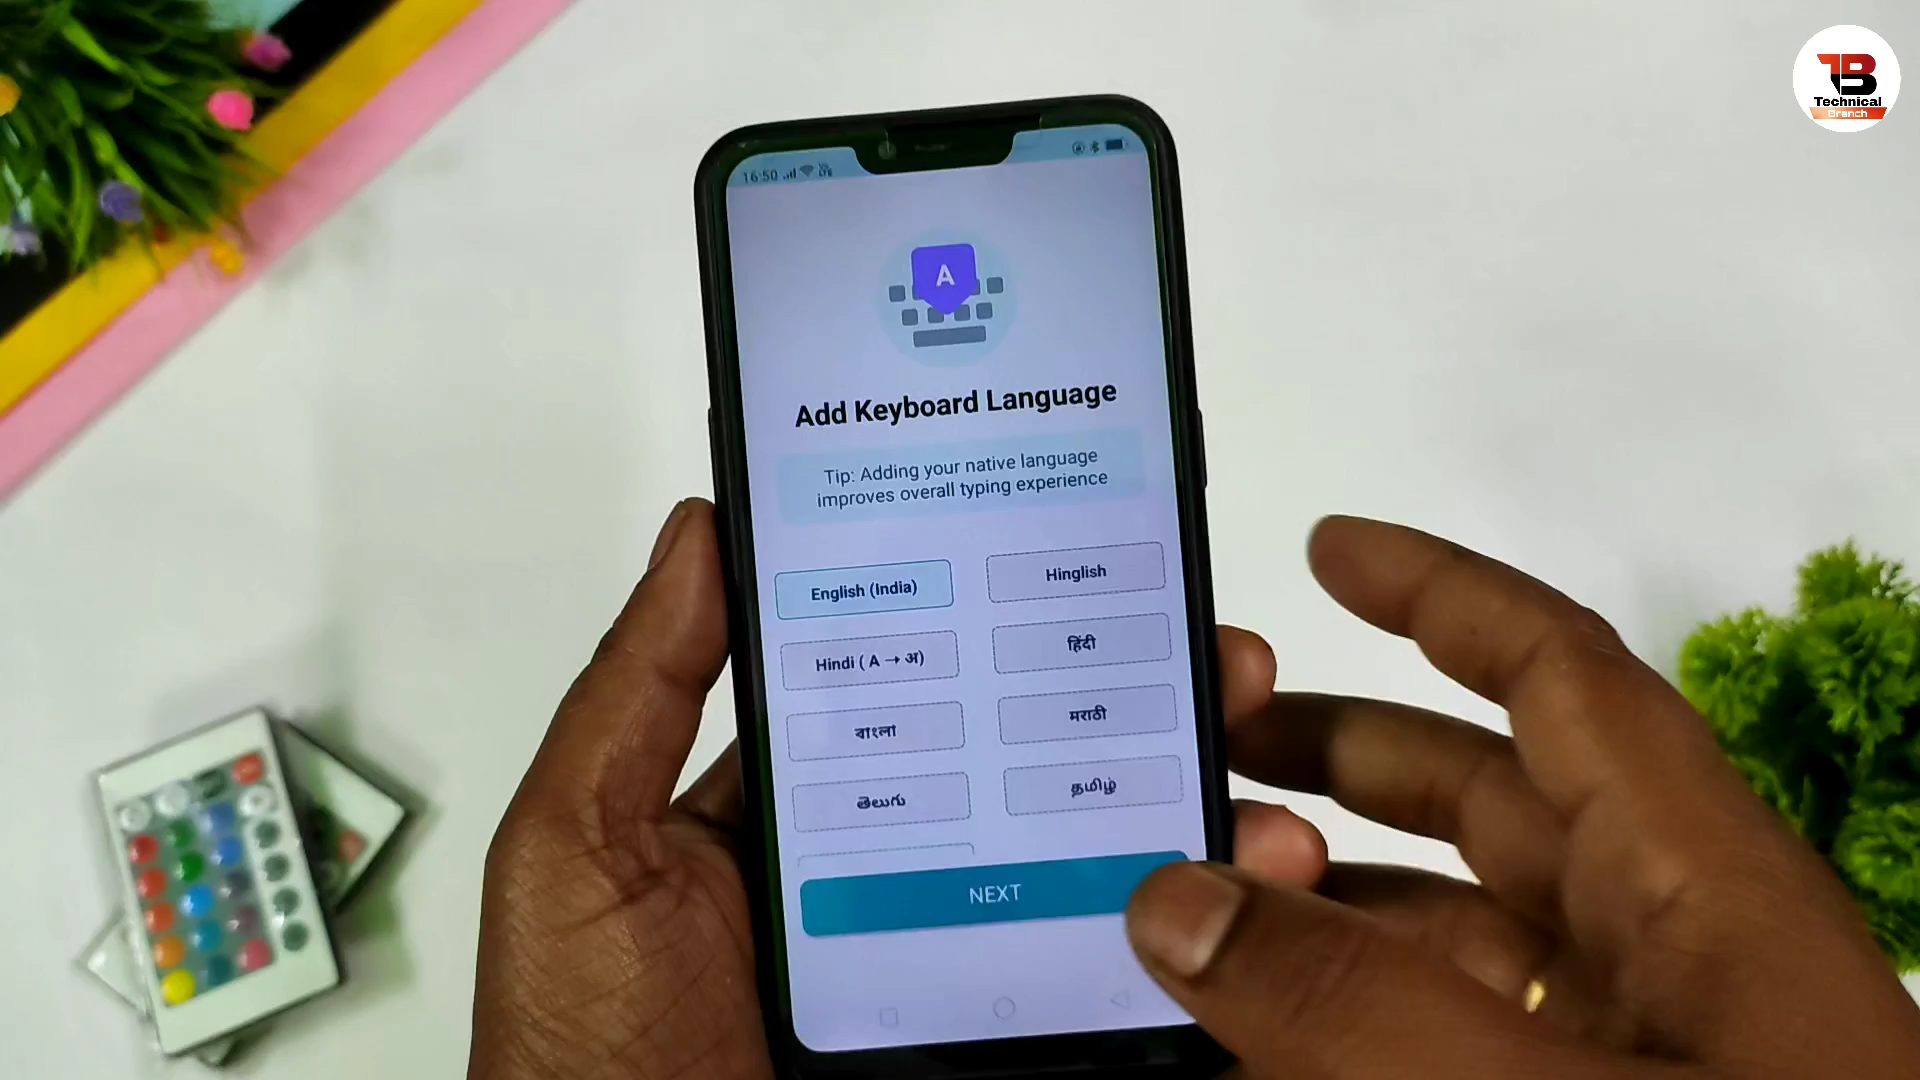 1B
Technical
Branch
16:50
A
Add Keyboard Language
Tip: Adding your native language
improves overall typing experience
English (India)
Hinglish
Hindi ( A → अ)
हिंदी
বাংলা
मराठी
తెలుగు
தமிழ்
NEXT